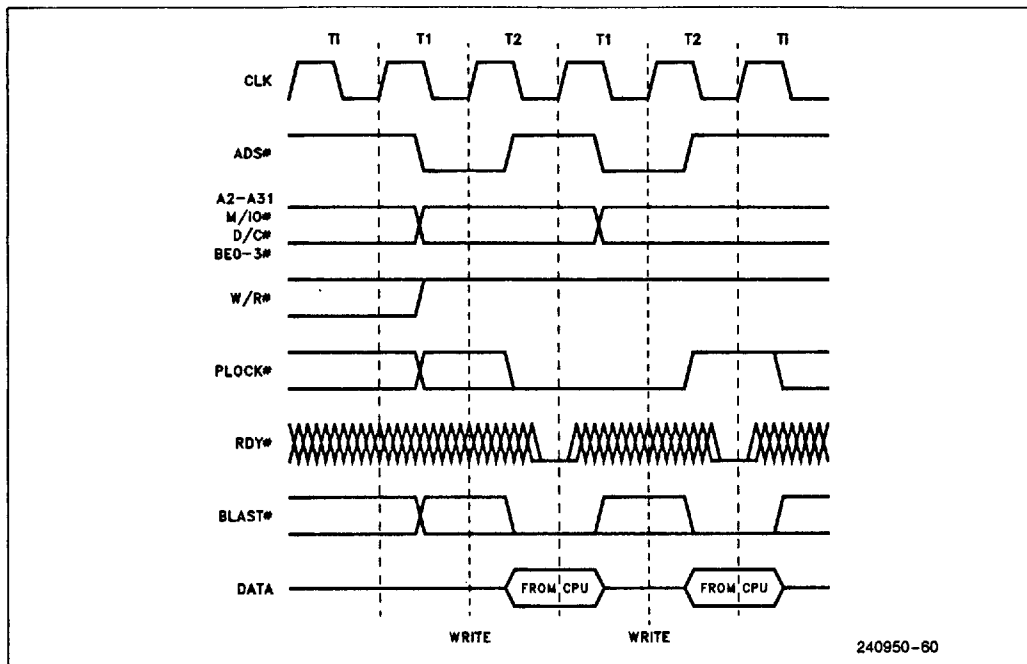 Ti T1 T2 T1 T2 Ti
CLK
ADS#
A2-A31
M/IO#
D/C#
BE0-3#
W/R#
PLOCK#
RDY#
BLAST#
DATA
FROM CPU FROM CPU
WRITE WRITE
240950-60